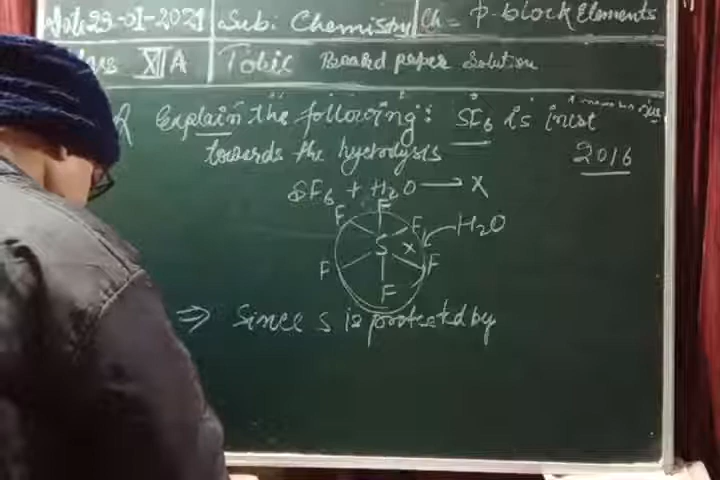 23-01-2021 Sub: Chemistry Ch = p-block Elements
XII A Topic Board paper Solution
Q Explain the following: SF6 is inert
towards the hydrolysis 2016
SF6 + H2O → X
F F F H2O
S X
F F
F
⇒ Since S is protected by